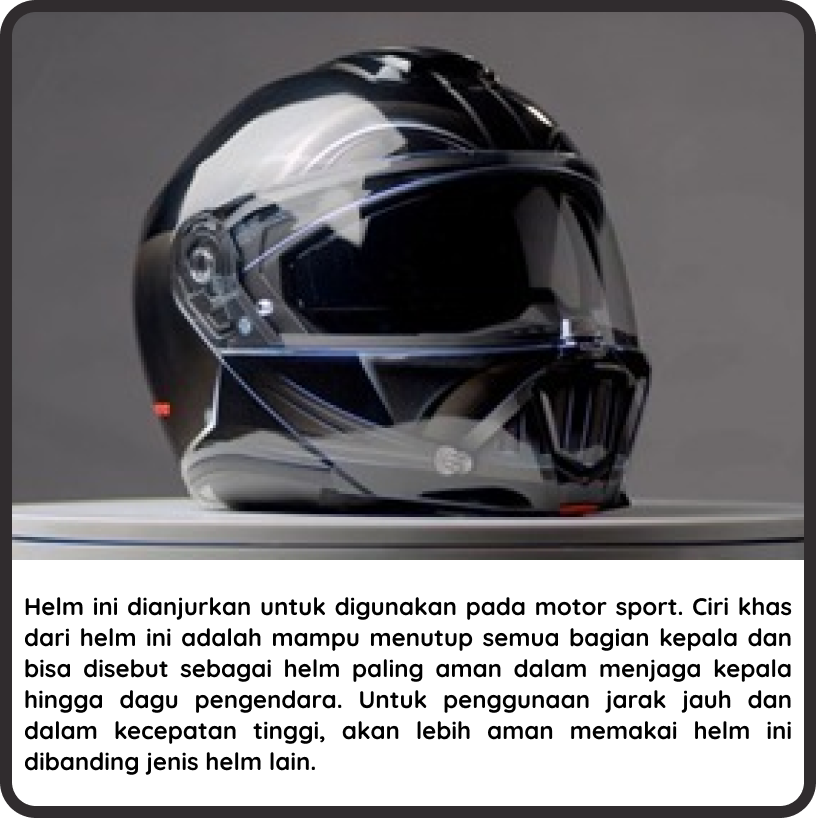 Helm ini dianjurkan untuk digunakan pada motor sport. Ciri khas
dari helm ini adalah mampu menutup semua bagian kepala dan
bisa disebut sebagai helm paling aman dalam menjaga kepala
hingga dagu pengendara. Untuk penggunaan jarak jauh dan
dalam kecepatan tinggi, akan lebih aman memakai helm ini
dibanding jenis helm lain.